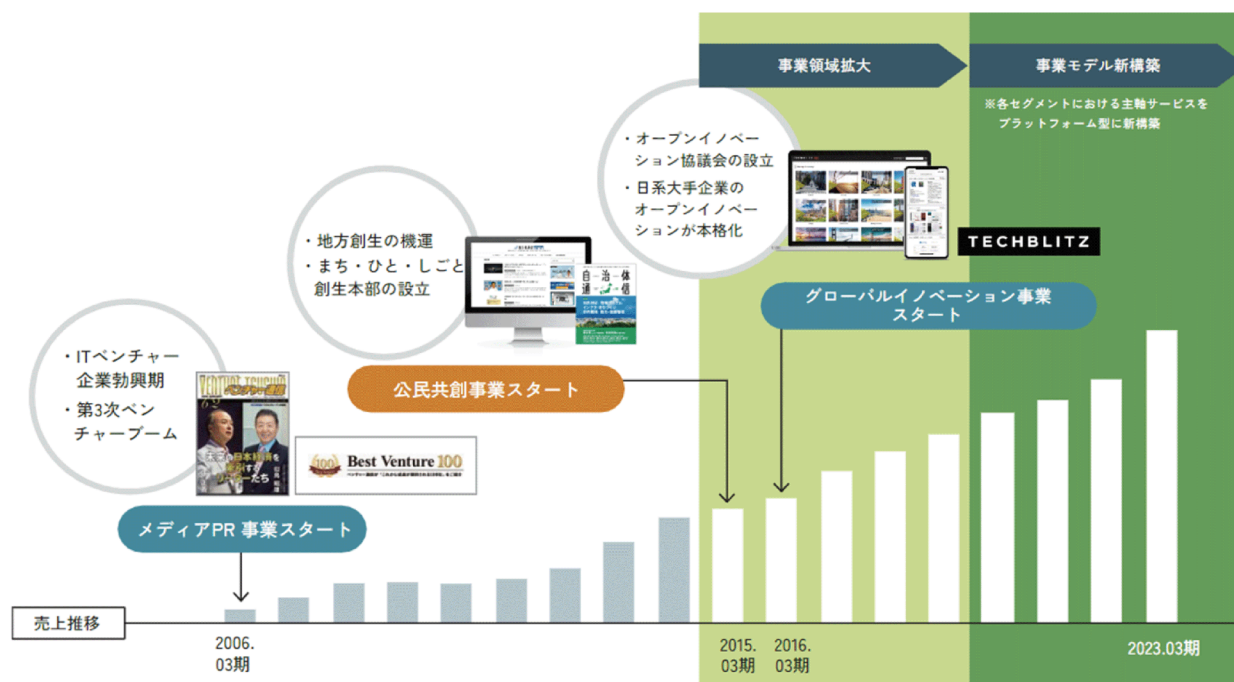 事業領域拡大
事業モデル新構築
※各セグメントにおける主軸サービスを
プラットフォーム型に新構築
・オープンイノベー
ション協議会の設立
・日系大手企業の
オープンイノベー
ションが本格化
TECHBLITZ
グローバルイノベーション事業
スタート
・地方創生の機運
・まち・ひと・しごと
創生本部の設立
自治体
通信
公民共創事業スタート
・ITベンチャー
企業勃興期
・第3次ベン
チャーブーム
ベンチャー通信
62
Best Venture 100
メディアPR 事業スタート
売上推移
2006.
03期
2015.
03期
2016.
03期
2023.03期